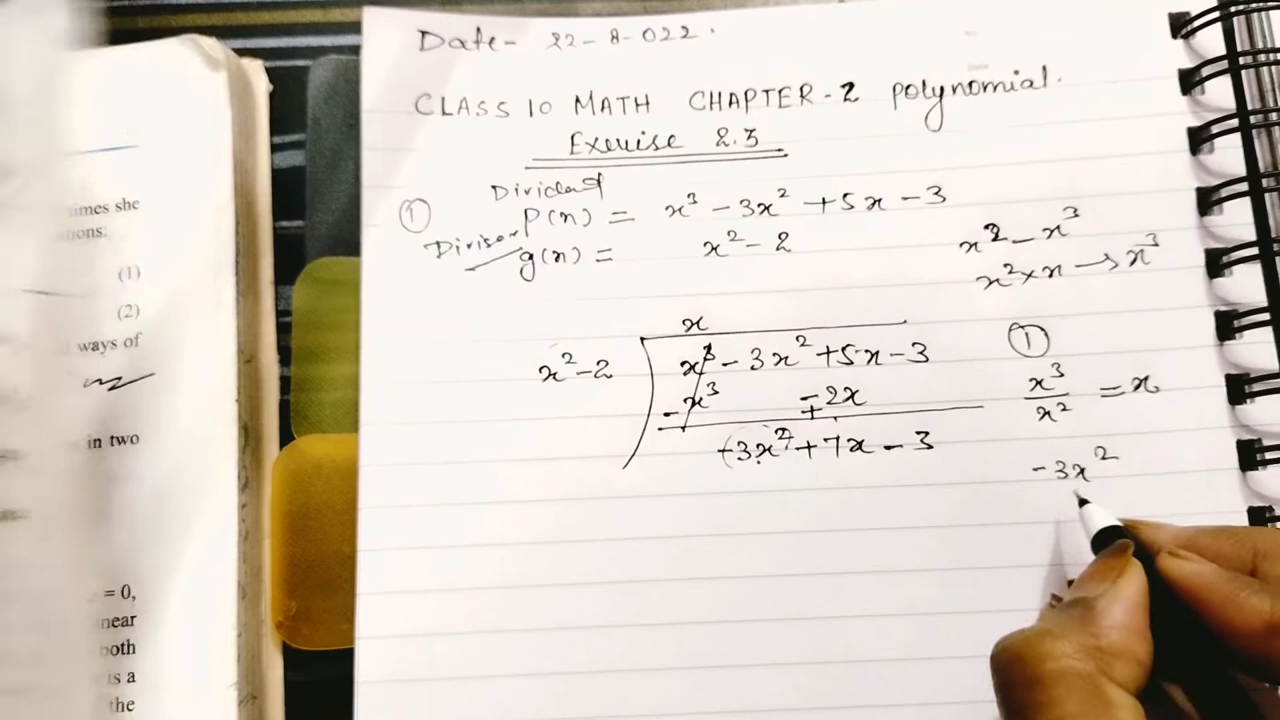 Date- 22-8-022.
CLASS 10 MATH CHAPTER-2 polynomial.
Exercise 2.3
Dividend
① p(x) = x³ - 3x² + 5x - 3
Divisor g(x) = x² - 2
x² - x³
x² × x → x³
x
x² - 2 x³ - 3x² + 5x - 3
- x³ - 2x
+
- 3x² + 7x - 3
①
x³/x² = x
- 3x²
times she
(1)
(2)
ways of
in two
= 0,
near
both
is a
the